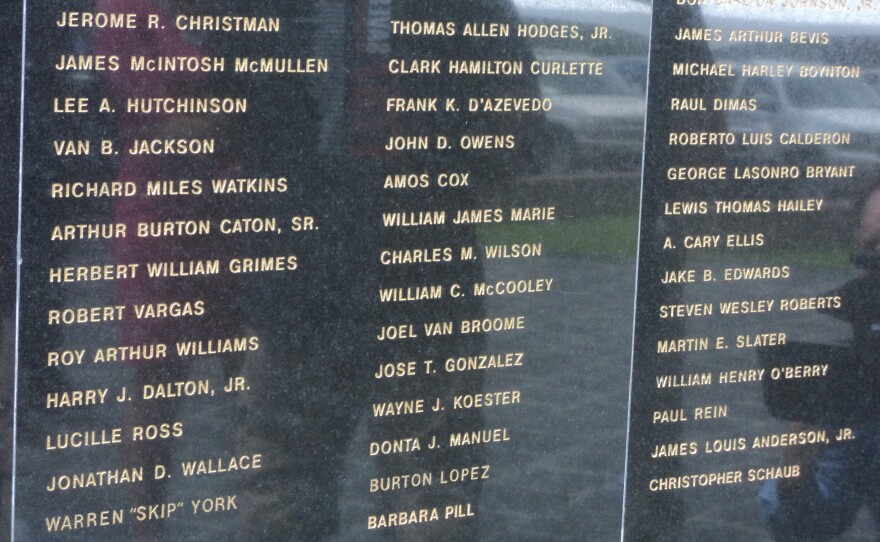 JEROME R. CHRISTMAN
JAMES McINTOSH McMULLEN
LEE A. HUTCHINSON
VAN B. JACKSON
RICHARD MILES WATKINS
ARTHUR BURTON CATON, SR.
HERBERT WILLIAM GRIMES
ROBERT VARGAS
ROY ARTHUR WILLIAMS
HARRY J. DALTON, JR.
LUCILLE ROSS
JONATHAN D. WALLACE
WARREN "SKIP" YORK
THOMAS ALLEN HODGES, JR.
CLARK HAMILTON CURLETTE
FRANK K. D'AZEVEDO
JOHN D. OWENS
AMOS COX
WILLIAM JAMES MARIE
CHARLES M. WILSON
WILLIAM C. McCOOLEY
JOEL VAN BROOME
JOSE T. GONZALEZ
WAYNE J. KOESTER
DONTA J. MANUEL
BURTON LOPEZ
BARBARA PILL
JOHNSON, JR.
JAMES ARTHUR BEVIS
MICHAEL HARLEY BOYNTON
RAUL DIMAS
ROBERTO LUIS CALDERON
GEORGE LASONRO BRYANT
LEWIS THOMAS HAILEY
A. CARY ELLIS
JAKE B. EDWARDS
STEVEN WESLEY ROBERTS
MARTIN E. SLATER
WILLIAM HENRY O'BERRY
PAUL REIN
JAMES LOUIS ANDERSON, JR.
CHRISTOPHER SCHAUB